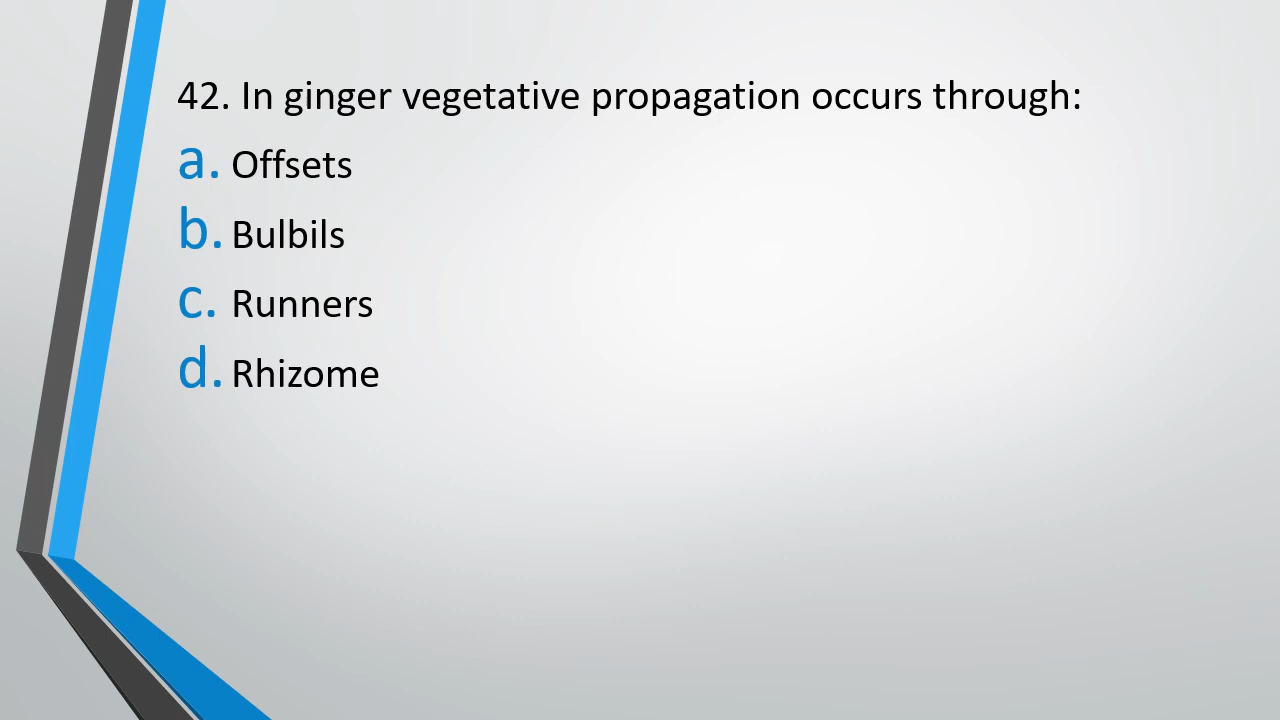 42. In ginger vegetative propagation occurs through:
a. Offsets
b. Bulbils
c. Runners
d. Rhizome